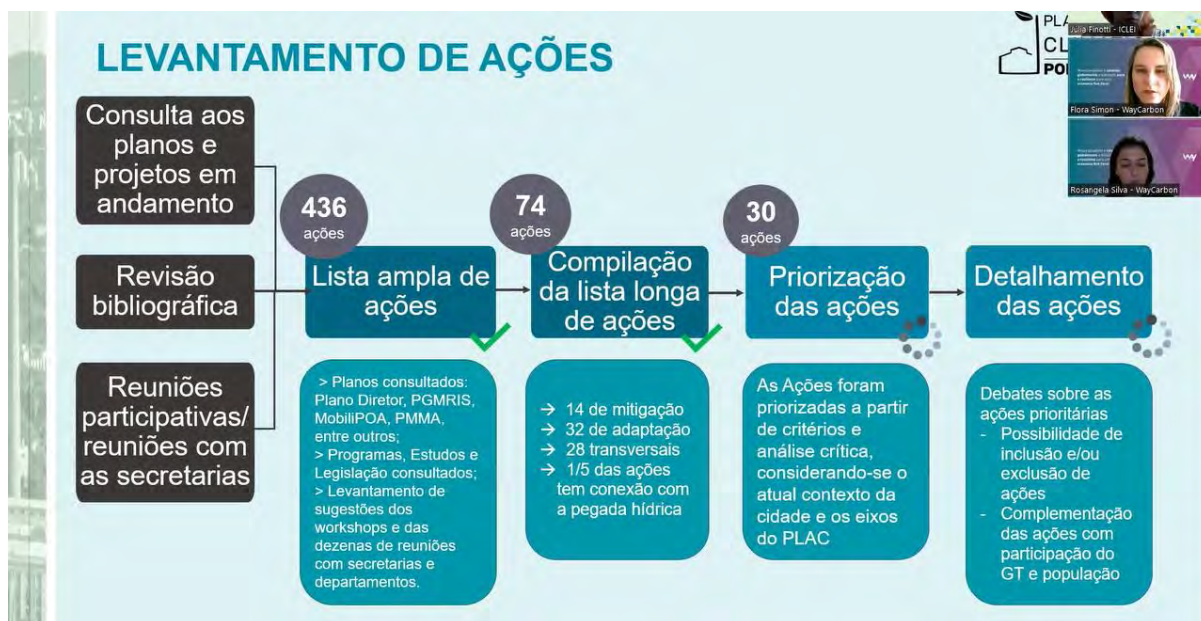 LEVANTAMENTO DE AÇÕES
Julia Finotti - ICLEI
Flora Simon - WayCarbon
Rosangela Silva - WayCarbon
Consulta aos
planos e
projetos em
andamento
Revisão
bibliográfica
Reuniões
participativas/
reuniões com
as secretarias
436
ações
Lista ampla de
ações
> Planos consultados:
Plano Diretor, PGMRIS,
MobiliPOA, PMMA,
entre outros;
> Programas, Estudos e
Legislação consultados;
> Levantamento de
sugestões dos
workshops e das
dezenas de reuniões
com secretarias e
departamentos.
74
ações
Compilação
da lista longa
de ações
→ 14 de mitigação
→ 32 de adaptação
→ 28 transversais
→ 1/5 das ações
tem conexão com
a pegada hídrica
30
ações
Priorização
das ações
As Ações foram
priorizadas a partir
de critérios e
análise crítica,
considerando-se o
atual contexto da
cidade e os eixos
do PLAC
Detalhamento
das ações
Debates sobre as
ações prioritárias
- Possibilidade de
inclusão e/ou
exclusão de
ações
- Complementação
das ações com
participação do
GT e população